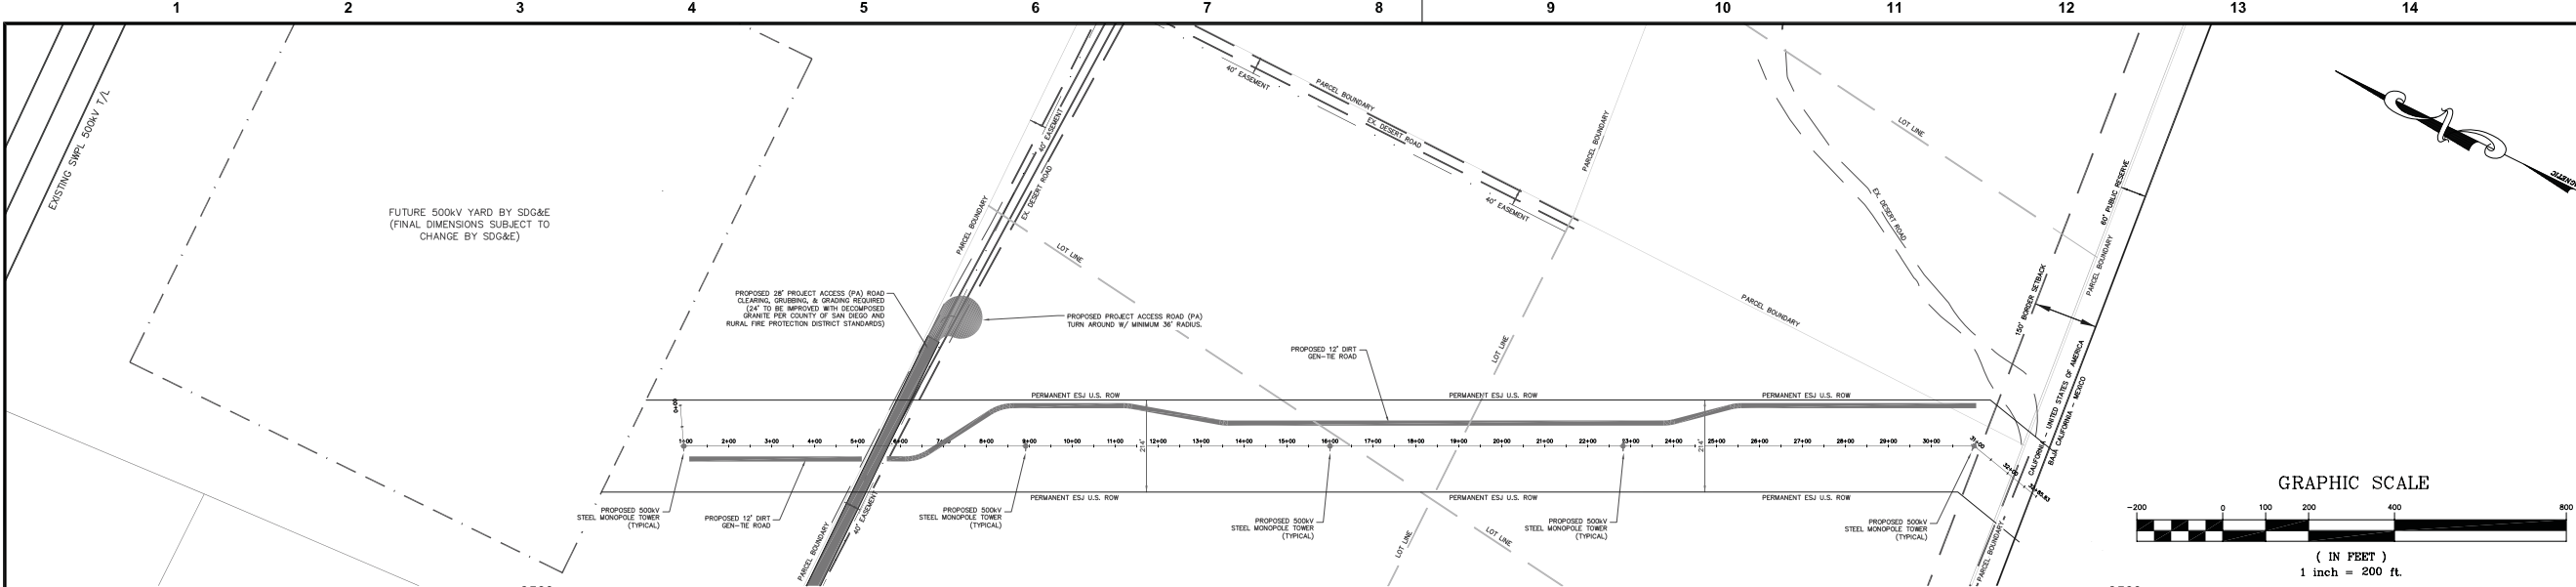 1 2 3 4 5 6 7 8 9 10 11 12 13 14
EXISTING SWPL 500kV T/L
FUTURE 500kV YARD BY SDG&E
(FINAL DIMENSIONS SUBJECT TO
CHANGE BY SDG&E)
PARCEL BOUNDARY
40' EASEMENT
EX. DESERT ROAD
LOT LINE
PROPOSED 28' PROJECT ACCESS (PA) ROAD
CLEARING, GRUBBING, & GRADING REQUIRED
(24' TO BE IMPROVED WITH DECOMPOSED
GRANITE PER COUNTY OF SAN DIEGO AND
RURAL FIRE PROTECTION DISTRICT STANDARDS)
PROPOSED PROJECT ACCESS ROAD (PA)
TURN AROUND W/ MINIMUM 36' RADIUS.
40' EASEMENT
PARCEL BOUNDARY
EX. DESERT ROAD
40' EASEMENT
PARCEL BOUNDARY
LOT LINE
EX. DESERT ROAD
PARCEL BOUNDARY
60' PUBLIC RESERVE
PARCEL BOUNDARY
150' BORDER SETBACK
CALIFORNIA - UNITED STATES OF AMERICA
BAJA CALIFORNIA - MEXICO
PROPOSED 12' DIRT
GEN-TIE ROAD
LOT LINE
PERMANENT ESJ U.S. ROW
PERMANENT ESJ U.S. ROW
PERMANENT ESJ U.S. ROW
0+00
1+00 2+00 3+00 4+00 5+00 6+00 7+00 8+00 9+00 10+00 11+00 12+00 13+00 14+00 15+00 16+00 17+00 18+00 19+00 20+00 21+00 22+00 23+00 24+00 25+00 26+00 27+00 28+00 29+00 30+00 31+00 32+00
214'
214'
PERMANENT ESJ U.S. ROW
PERMANENT ESJ U.S. ROW
PERMANENT ESJ U.S. ROW
PROPOSED 500kV
STEEL MONOPOLE TOWER
(TYPICAL)
PROPOSED 12' DIRT
GEN-TIE ROAD
PARCEL BOUNDARY
40' EASEMENT
PROPOSED 500kV
STEEL MONOPOLE TOWER
(TYPICAL)
PROPOSED 500kV
STEEL MONOPOLE TOWER
(TYPICAL)
LOT LINE
LOT LINE
PROPOSED 500kV
STEEL MONOPOLE TOWER
(TYPICAL)
PROPOSED 500kV
STEEL MONOPOLE TOWER
(TYPICAL)
PARCEL BOUNDARY
GRAPHIC SCALE
-200 0 100 200 400 800
( IN FEET )
1 inch = 200 ft.